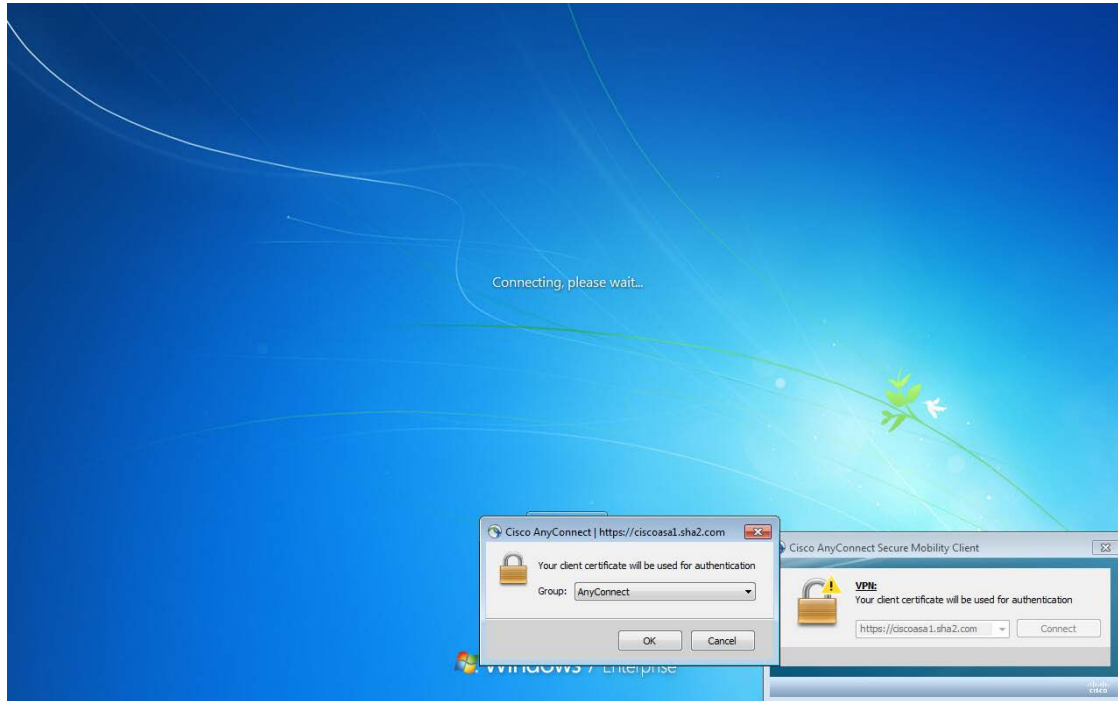 Connecting, please wait...
Cisco AnyConnect | https://ciscoasa1.sha2.com
Your client certificate will be used for authentication
Group: AnyConnect
OK Cancel
Cisco AnyConnect Secure Mobility Client
VPN:
Your client certificate will be used for authentication
https://ciscoasa1.sha2.com Connect
Windows 7 Enterprise
CISCO